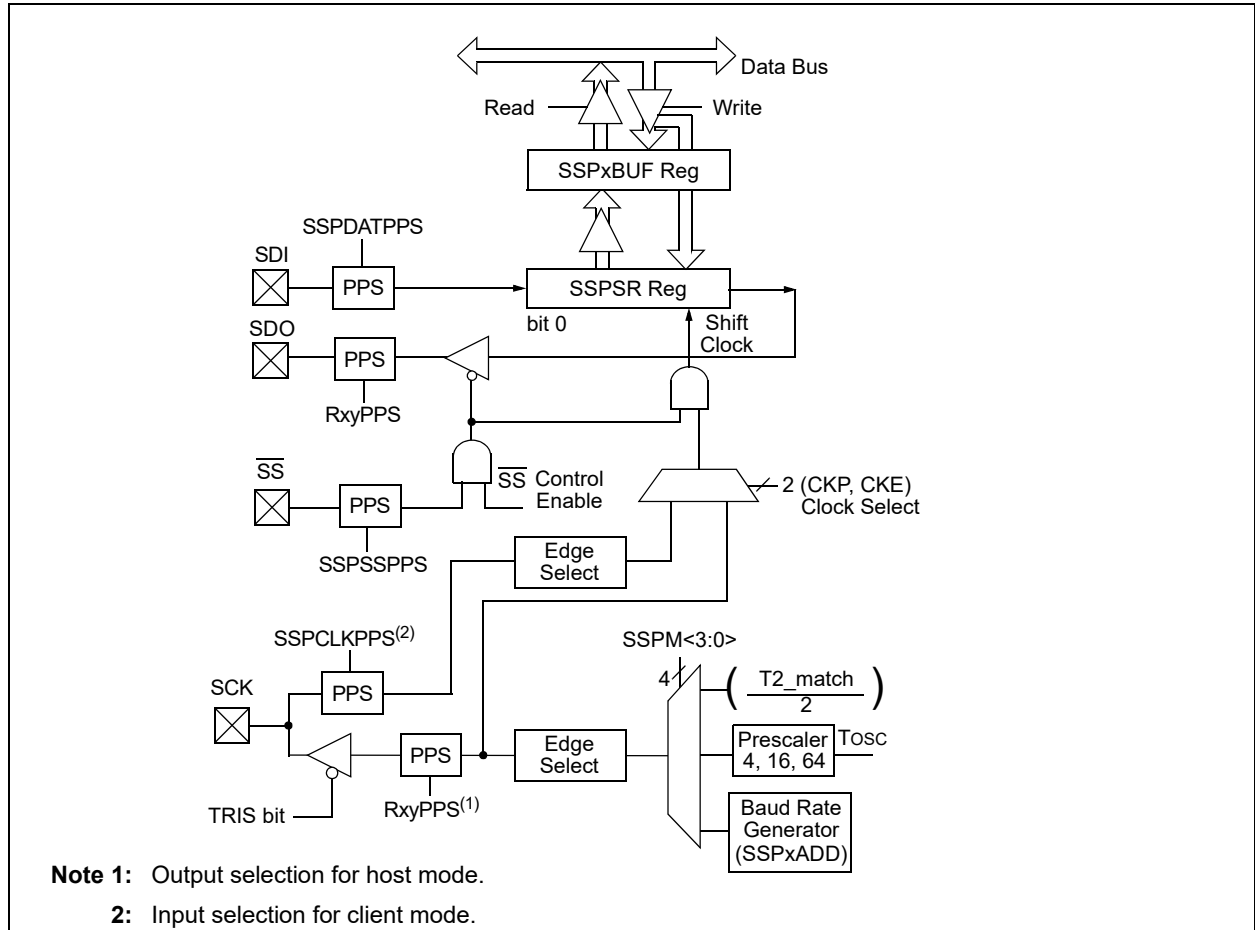 Data Bus
Read
Write
SSPxBUF Reg
SSPDATPPS
SDI
PPS
SSPSR Reg
bit 0
Shift
Clock
SDO
PPS
RxyPPS
SS
PPS
SS Control
Enable
2 (CKP, CKE)
Clock Select
SSPSSPPS
Edge
Select
SSPCLKPPS(2)
SSPM<3:0>
4
SCK
PPS
( T2_match
2 )
PPS
Edge
Select
Prescaler
4, 16, 64
TOSC
RxyPPS(1)
TRIS bit
Baud Rate
Generator
(SSPxADD)
Note 1: Output selection for host mode.
2: Input selection for client mode.